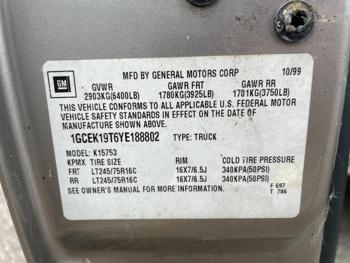 GM
MFD BY GENERAL MOTORS CORP 10/99
GVWR GAWR FRT GAWR RR
2903KG(6400LB) 1780KG(3925LB) 1701KG(3750LB)
THIS VEHICLE CONFORMS TO ALL APPLICABLE U.S. FEDERAL MOTOR
VEHICLE SAFETY STANDARDS IN EFFECT ON THE DATE OF
MANUFACTURE SHOWN ABOVE.
1GCEK19T6YE188802 TYPE: TRUCK
MODEL: K15753
KPMX TIRE SIZE RIM COLD TIRE PRESSURE
FRT LT245/75R16C 16X7/6.5J 340KPA(50PSI)
RR LT245/75R16C 16X7/6.5J 340KPA(50PSI)
SEE OWNER'S MANUAL FOR MORE INFORMATION. F 697
T 786